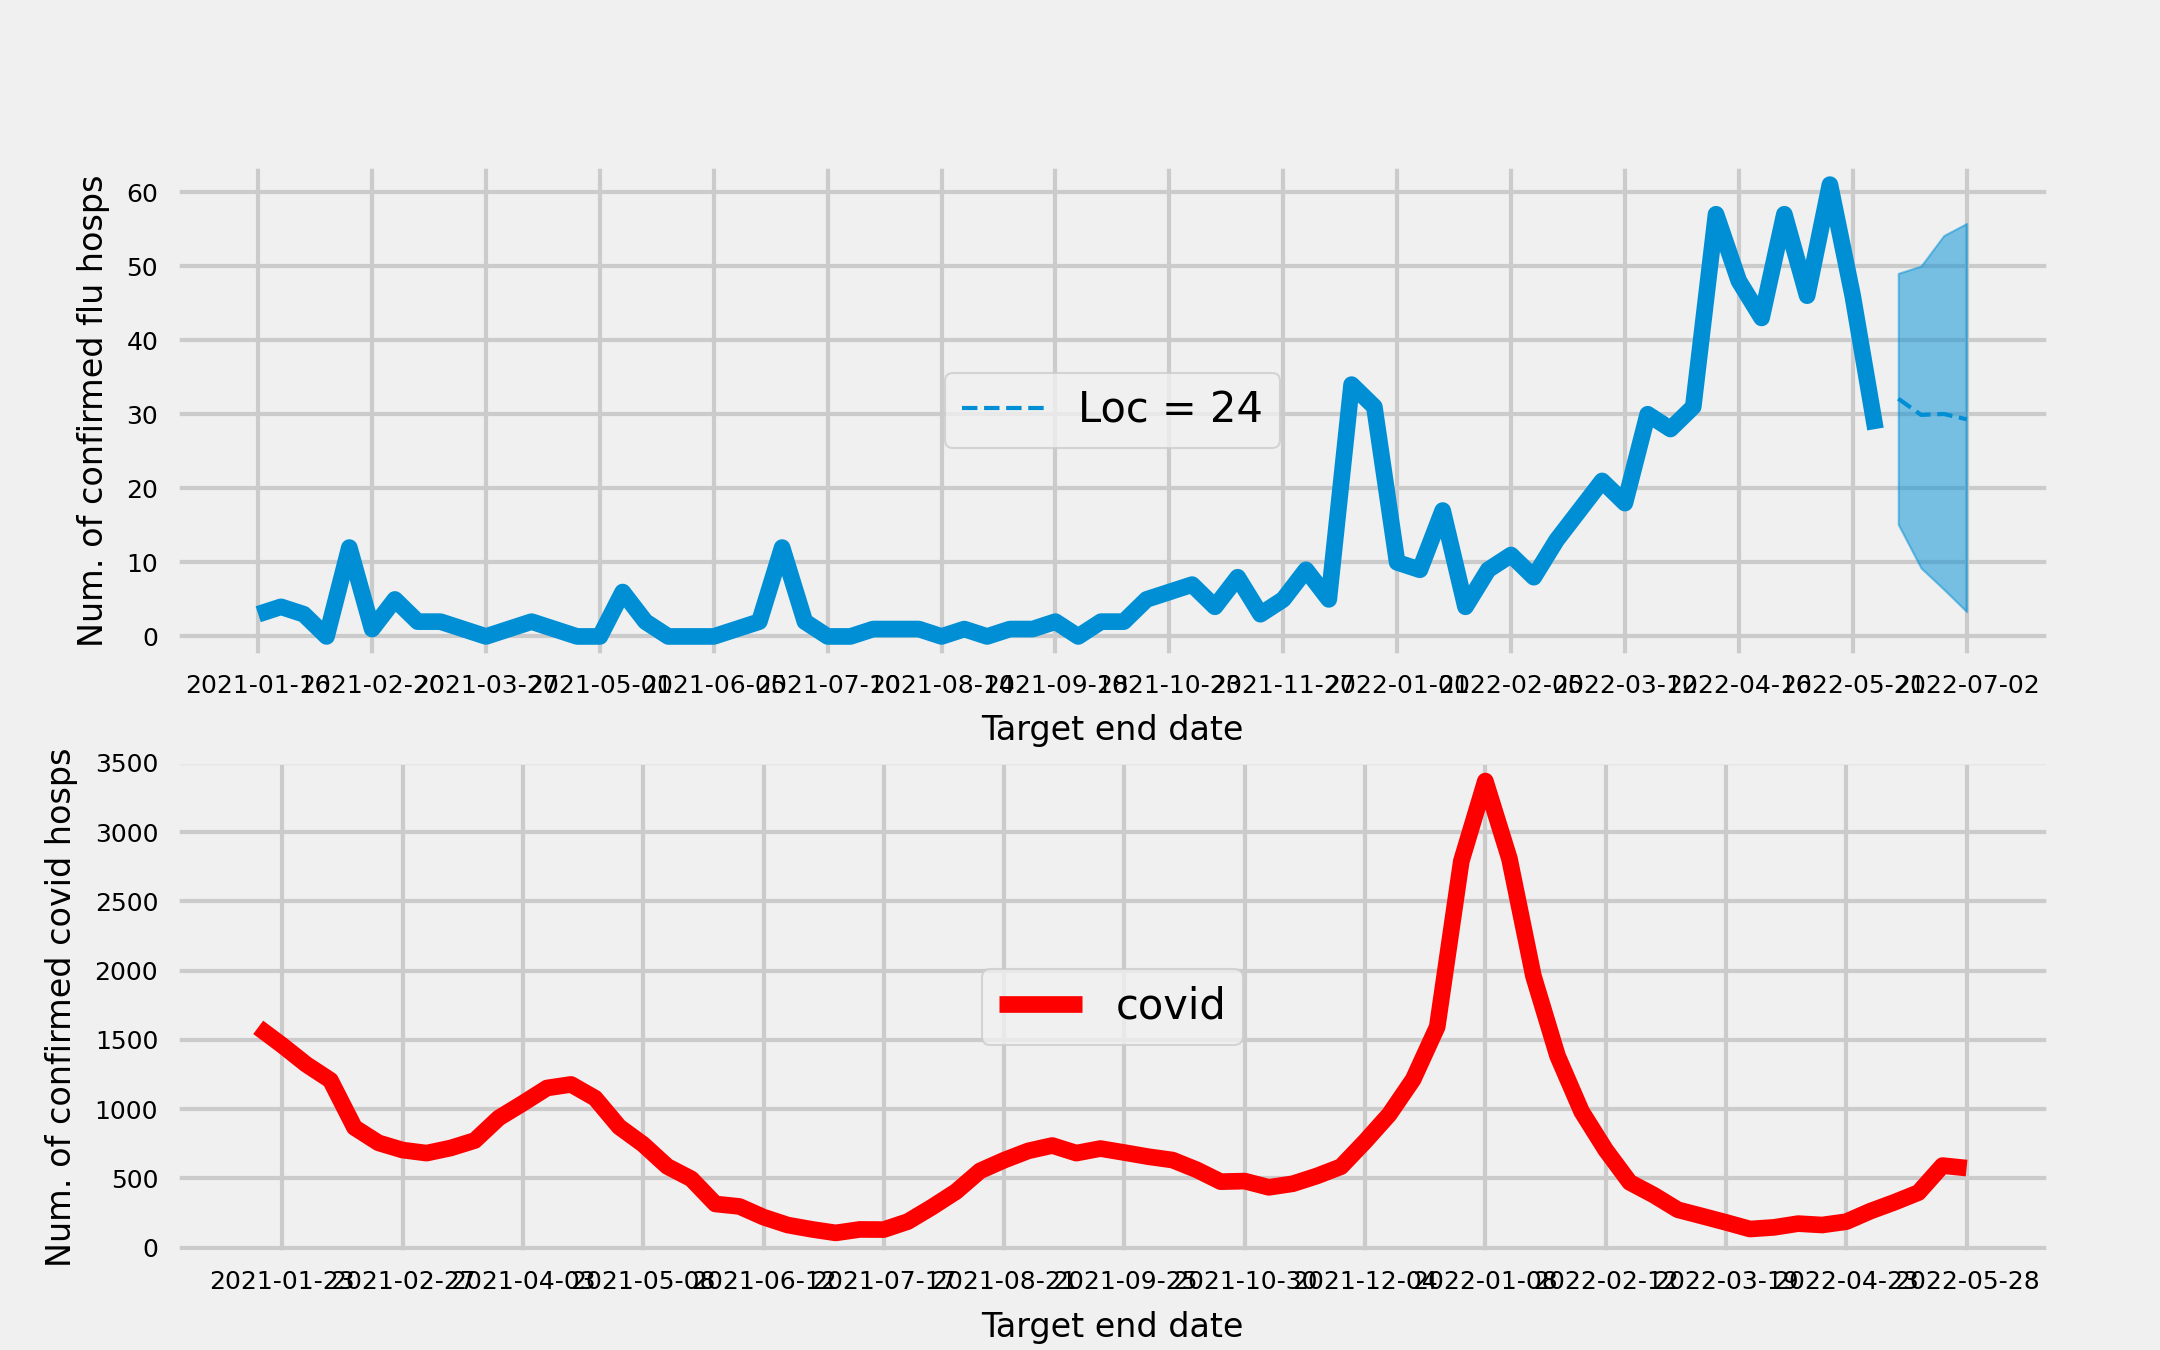 Num. of confirmed flu hosps
60
50
40
30
20
10
0
Loc = 24
2021-01-16 2021-02-20 2021-03-27 2021-05-01 2021-06-05 2021-07-10 2021-08-14 2021-09-18 2021-10-23 2021-11-27 2022-01-01 2022-02-05 2022-03-12 2022-04-16 2022-05-21 2022-07-02
Target end date
Num. of confirmed covid hosps
3500
3000
2500
2000
1500
1000
500
0
covid
2021-01-23 2021-02-27 2021-04-03 2021-05-08 2021-06-12 2021-07-17 2021-08-21 2021-09-25 2021-10-30 2021-12-04 2022-01-08 2022-02-12 2022-03-19 2022-04-23 2022-05-28
Target end date